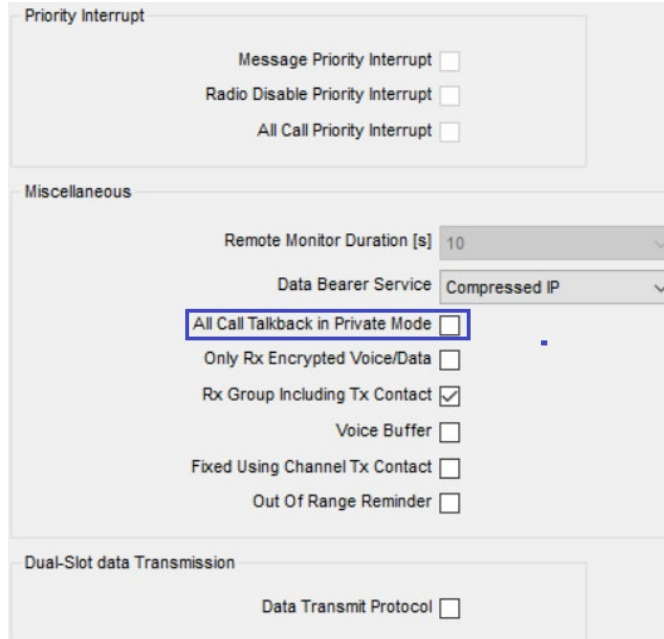 Priority Interrupt
Message Priority Interrupt
Radio Disable Priority Interrupt
All Call Priority Interrupt
Miscellaneous
Remote Monitor Duration [s] 10
Data Bearer Service Compressed IP
All Call Talkback in Private Mode
Only Rx Encrypted Voice/Data
Rx Group Including Tx Contact
Voice Buffer
Fixed Using Channel Tx Contact
Out Of Range Reminder
Dual-Slot data Transmission
Data Transmit Protocol